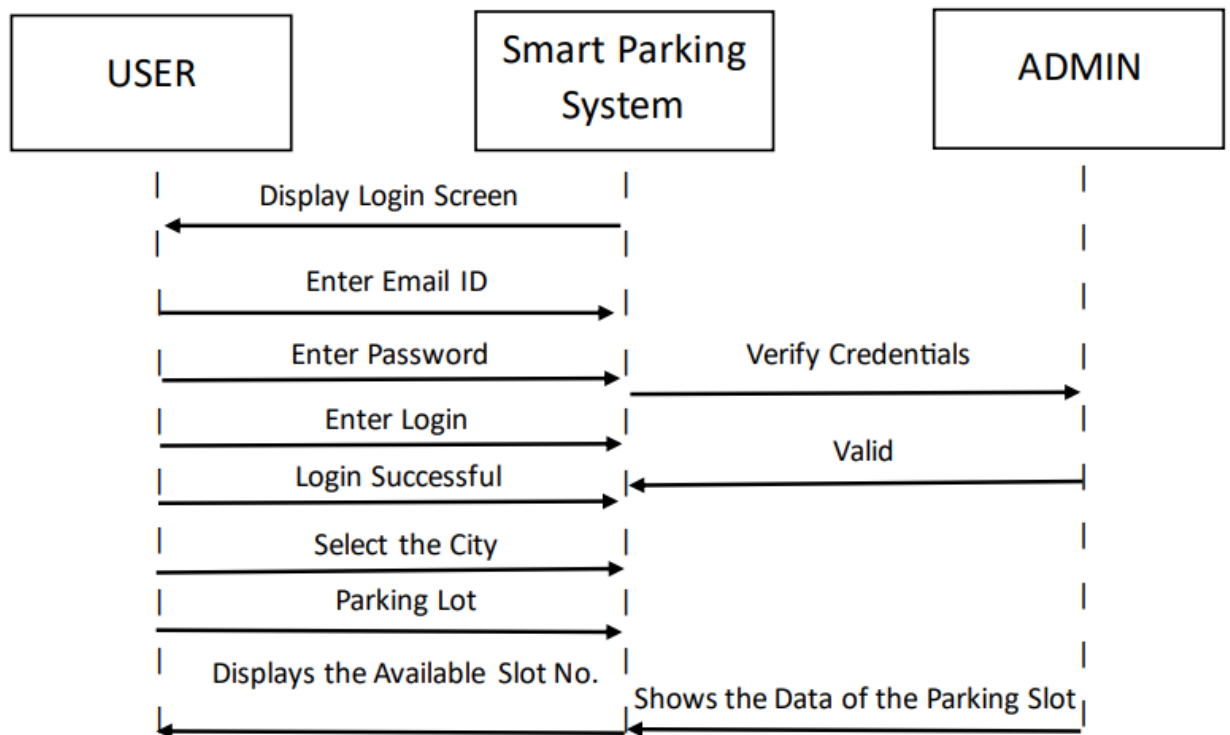 USER
Smart Parking
System
ADMIN
Display Login Screen
Enter Email ID
Enter Password
Verify Credentials
Enter Login
Valid
Login Successful
Select the City
Parking Lot
Displays the Available Slot No.
Shows the Data of the Parking Slot